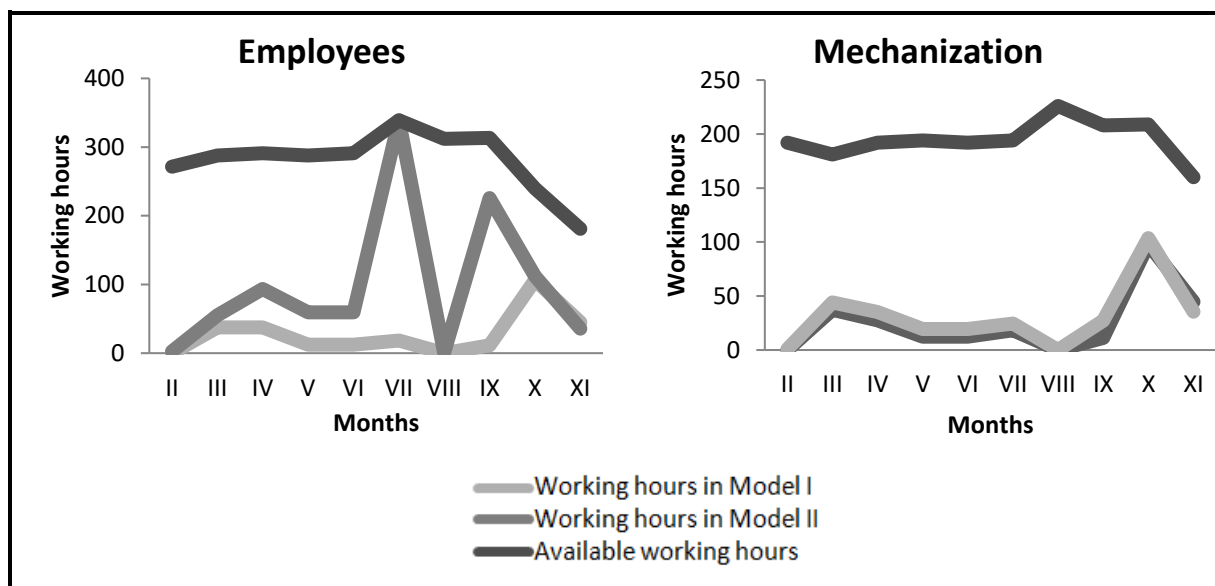 Employees
400
300
200
100
0
Working hours
II III IV V VI VII VIII IX X XI
Months
Mechanization
250
200
150
100
50
0
Working hours
II III IV V VI VII VIII IX X XI
Months
Working hours in Model I
Working hours in Model II
Available working hours